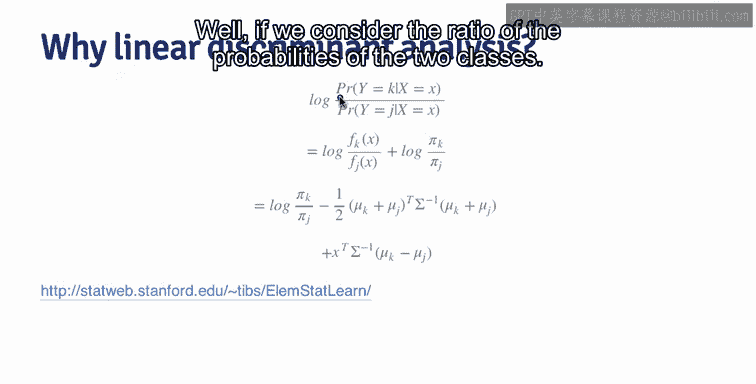 Well, if we consider the ratio of the
probabilities of the two classes.
Why linear discriminant analysis?
log Pr(Y = k|X = x) / Pr(Y = j|X = x)
= log f_k(x) / f_j(x) + log π_k / π_j
= log π_k / π_j − 1/2 (μ_k + μ_j)^T Σ^−1 (μ_k + μ_j)
+x^T Σ^−1 (μ_k − μ_j)
http://statweb.stanford.edu/~tibs/ElemStatLearn/